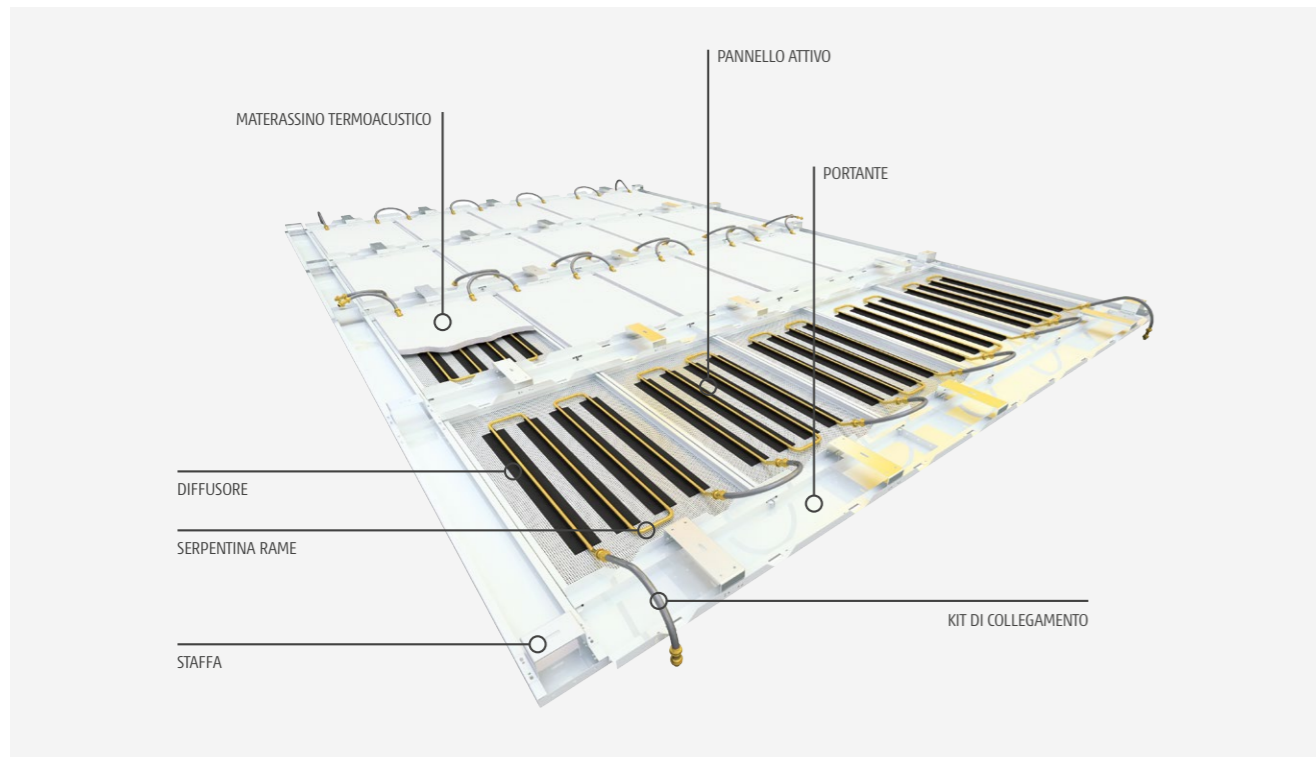 PANNELLO ATTIVO
MATERASSINO TERMOACUSTICO
PORTANTE
DIFFUSORE
SERPENTINA RAME
KIT DI COLLEGAMENTO
STAFFA